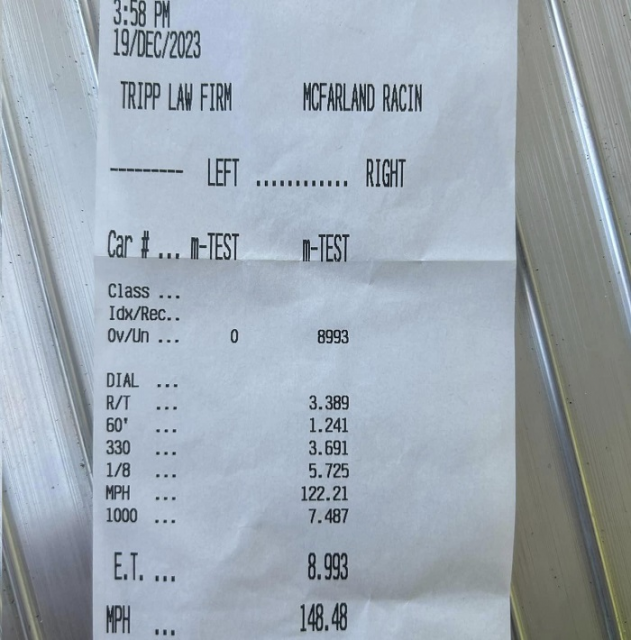 3:58 PM
19/DEC/2023
TRIPP LAW FIRM MCFARLAND RACIN
--------- LEFT ............ RIGHT
Car # ... m-TEST m-TEST
Class ...
Idx/Rec..
Ov/Un ... 0 8993
DIAL ...
R/T ... 3.389
60' ... 1.241
330 ... 3.691
1/8 ... 5.725
MPH ... 122.21
1000 ... 7.487
E.T. ... 8.993
MPH ... 148.48